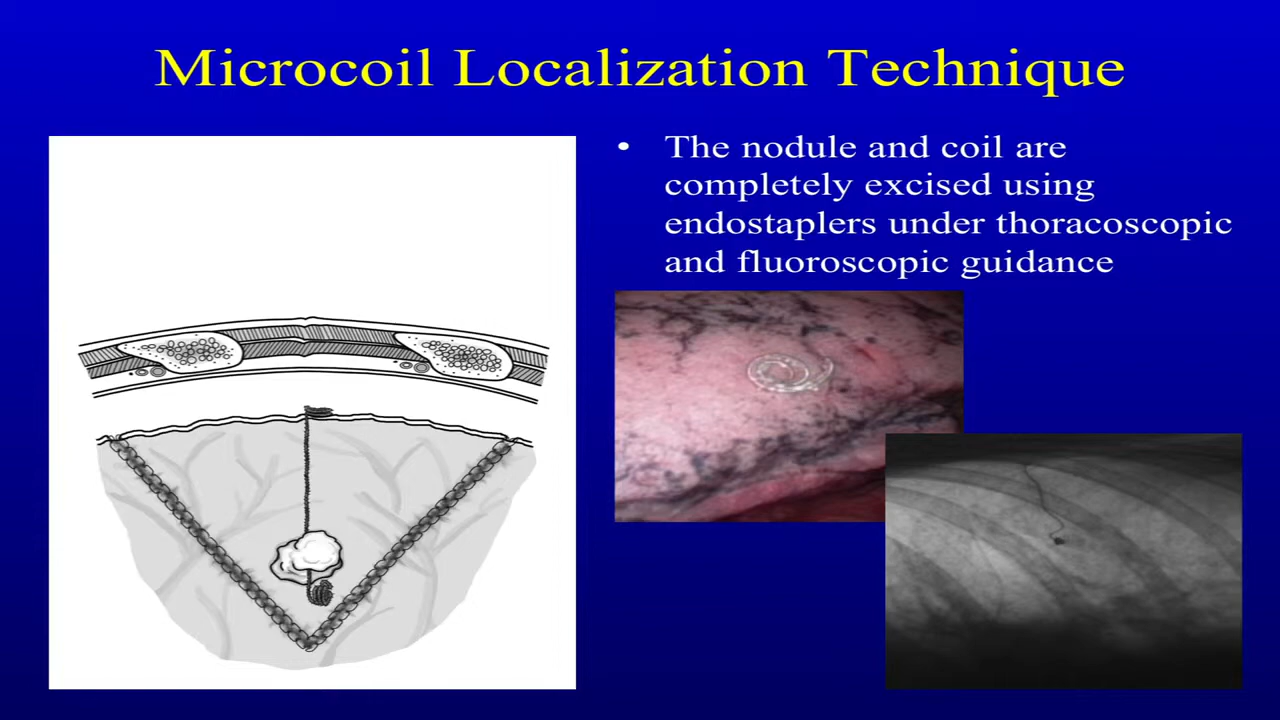 Microcoil Localization Technique
• The nodule and coil are
completely excised using
endostaplers under thoracoscopic
and fluoroscopic guidance